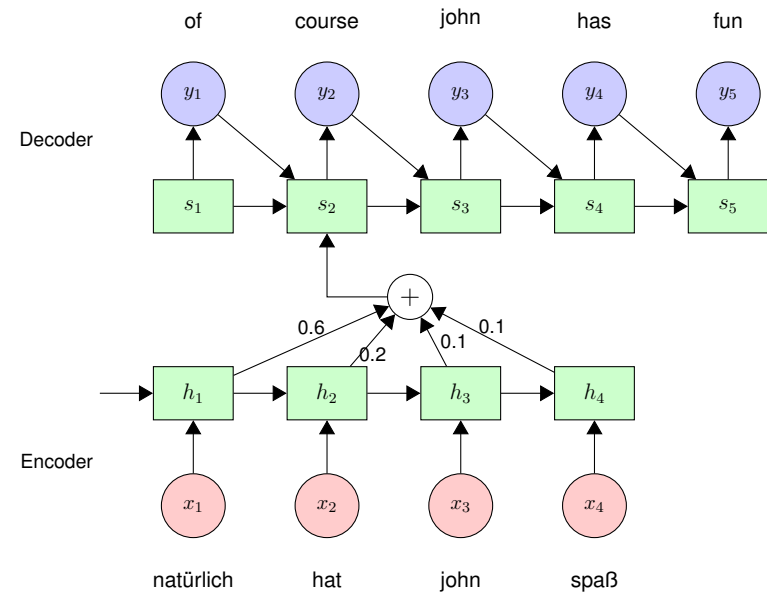 of course john has fun
y₁ y₂ y₃ y₄ y₅
Decoder
s₁ s₂ s₃ s₄ s₅
+
0.6 0.2 0.1 0.1
h₁ h₂ h₃ h₄
Encoder
x₁ x₂ x₃ x₄
natürlich hat john spaß